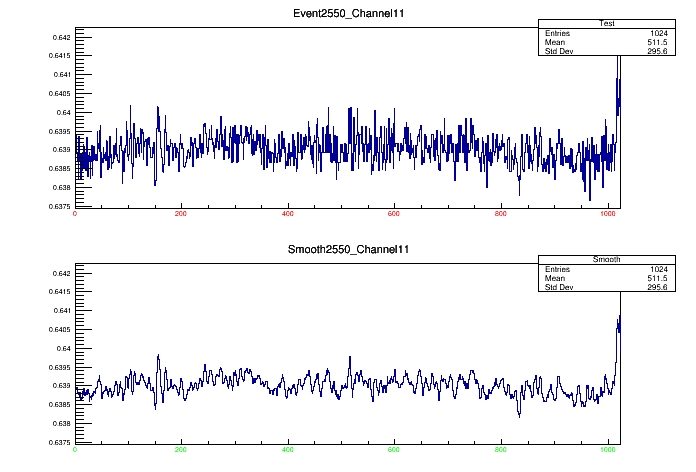 Event2550_Channel11
Test
Entries 1024
Mean 511.5
Std Dev 295.6
0.642
0.6415
0.641
0.6405
0.64
0.6395
0.639
0.6385
0.638
0.6375
0 200 400 600 800 1000
Smooth2550_Channel11
Smooth
Entries 1024
Mean 511.5
Std Dev 295.6
0.642
0.6415
0.641
0.6405
0.64
0.6395
0.639
0.6385
0.638
0.6375
0 200 400 600 800 1000